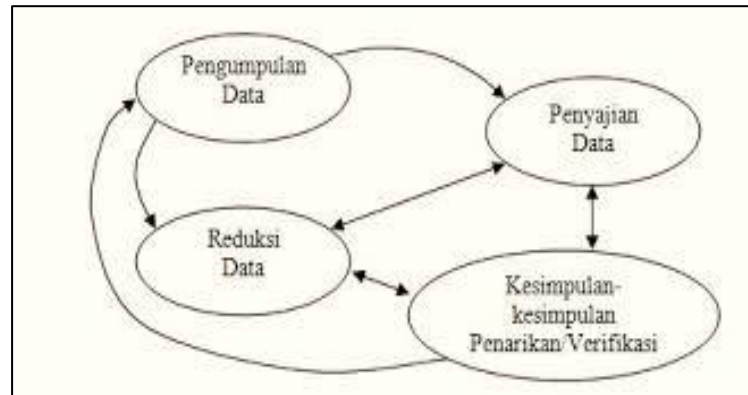 Pengumpulan
Data
Penyajian
Data
Reduksi
Data
Kesimpulan-
kesimpulan
Penarikan/Verifikasi